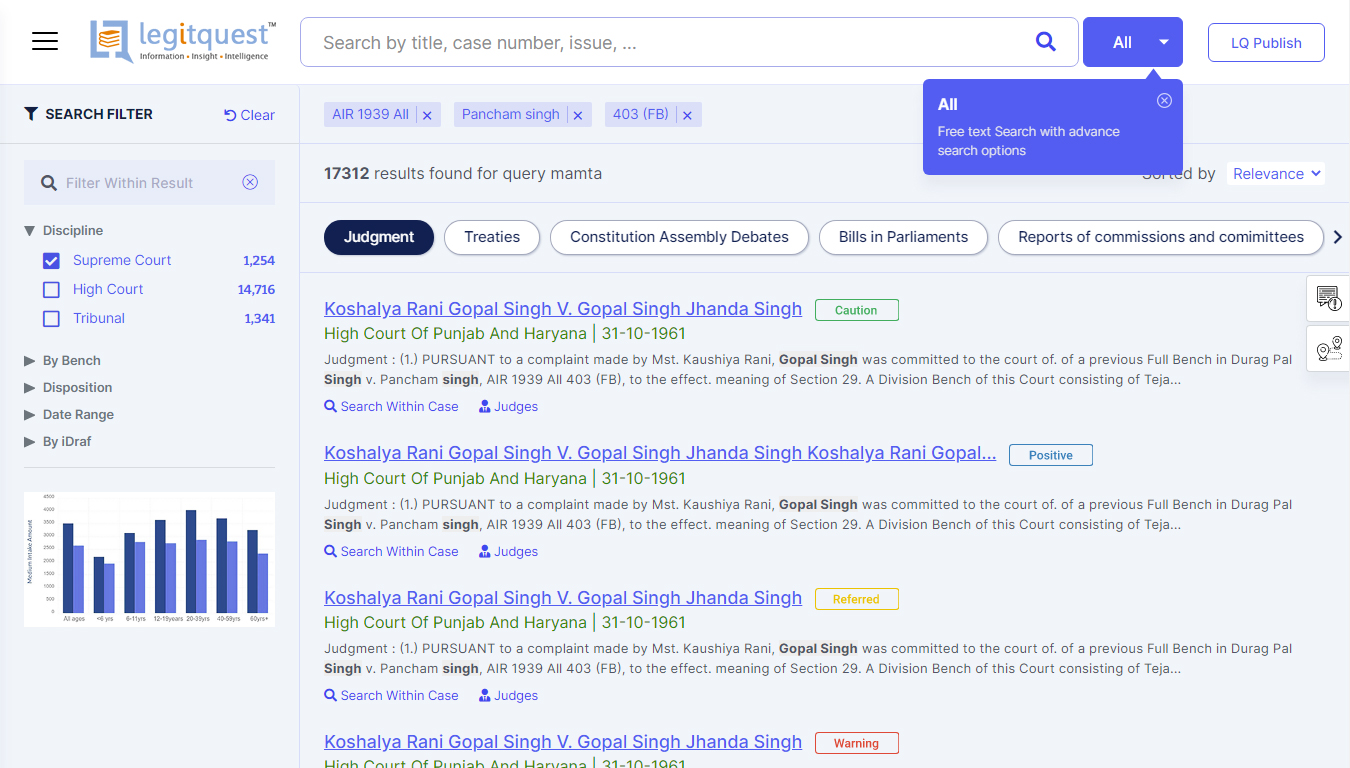 legitquest™
Information • Insight • Intelligence
Search by title, case number, issue, ...
All
LQ Publish
All
Free text Search with advance
search options
SEARCH FILTER
Clear
AIR 1939 All
Pancham singh
403 (FB)
17312 results found for query mamta
Sorted by Relevance
Filter Within Result
Discipline
Supreme Court 1,254
High Court 14,716
Tribunal 1,341
By Bench
Disposition
Date Range
By iDraf
Medium Intake Amount
4500
4000
3500
3000
2500
2000
1500
1000
500
0
All ages <6 yrs 6-11yrs 12-19years 20-39yrs 40-59yrs 60yrs+
Judgment Treaties Constitution Assembly Debates Bills in Parliaments Reports of commissions and comimittees
Koshalya Rani Gopal Singh V. Gopal Singh Jhanda Singh Caution
High Court Of Punjab And Haryana | 31-10-1961
Judgment : (1.) PURSUANT to a complaint made by Mst. Kaushiya Rani, Gopal Singh was committed to the court of. of a previous Full Bench in Durag Pal
Singh v. Pancham singh, AIR 1939 All 403 (FB), to the effect. meaning of Section 29. A Division Bench of this Court consisting of Teja...
Search Within Case Judges
Koshalya Rani Gopal Singh V. Gopal Singh Jhanda Singh Koshalya Rani Gopal... Positive
High Court Of Punjab And Haryana | 31-10-1961
Judgment : (1.) PURSUANT to a complaint made by Mst. Kaushiya Rani, Gopal Singh was committed to the court of. of a previous Full Bench in Durag Pal
Singh v. Pancham singh, AIR 1939 All 403 (FB), to the effect. meaning of Section 29. A Division Bench of this Court consisting of Teja...
Search Within Case Judges
Koshalya Rani Gopal Singh V. Gopal Singh Jhanda Singh Referred
High Court Of Punjab And Haryana | 31-10-1961
Judgment : (1.) PURSUANT to a complaint made by Mst. Kaushiya Rani, Gopal Singh was committed to the court of. of a previous Full Bench in Durag Pal
Singh v. Pancham singh, AIR 1939 All 403 (FB), to the effect. meaning of Section 29. A Division Bench of this Court consisting of Teja...
Search Within Case Judges
Koshalya Rani Gopal Singh V. Gopal Singh Jhanda Singh Warning
High Court Of Punjab And Haryana | 31-10-1961